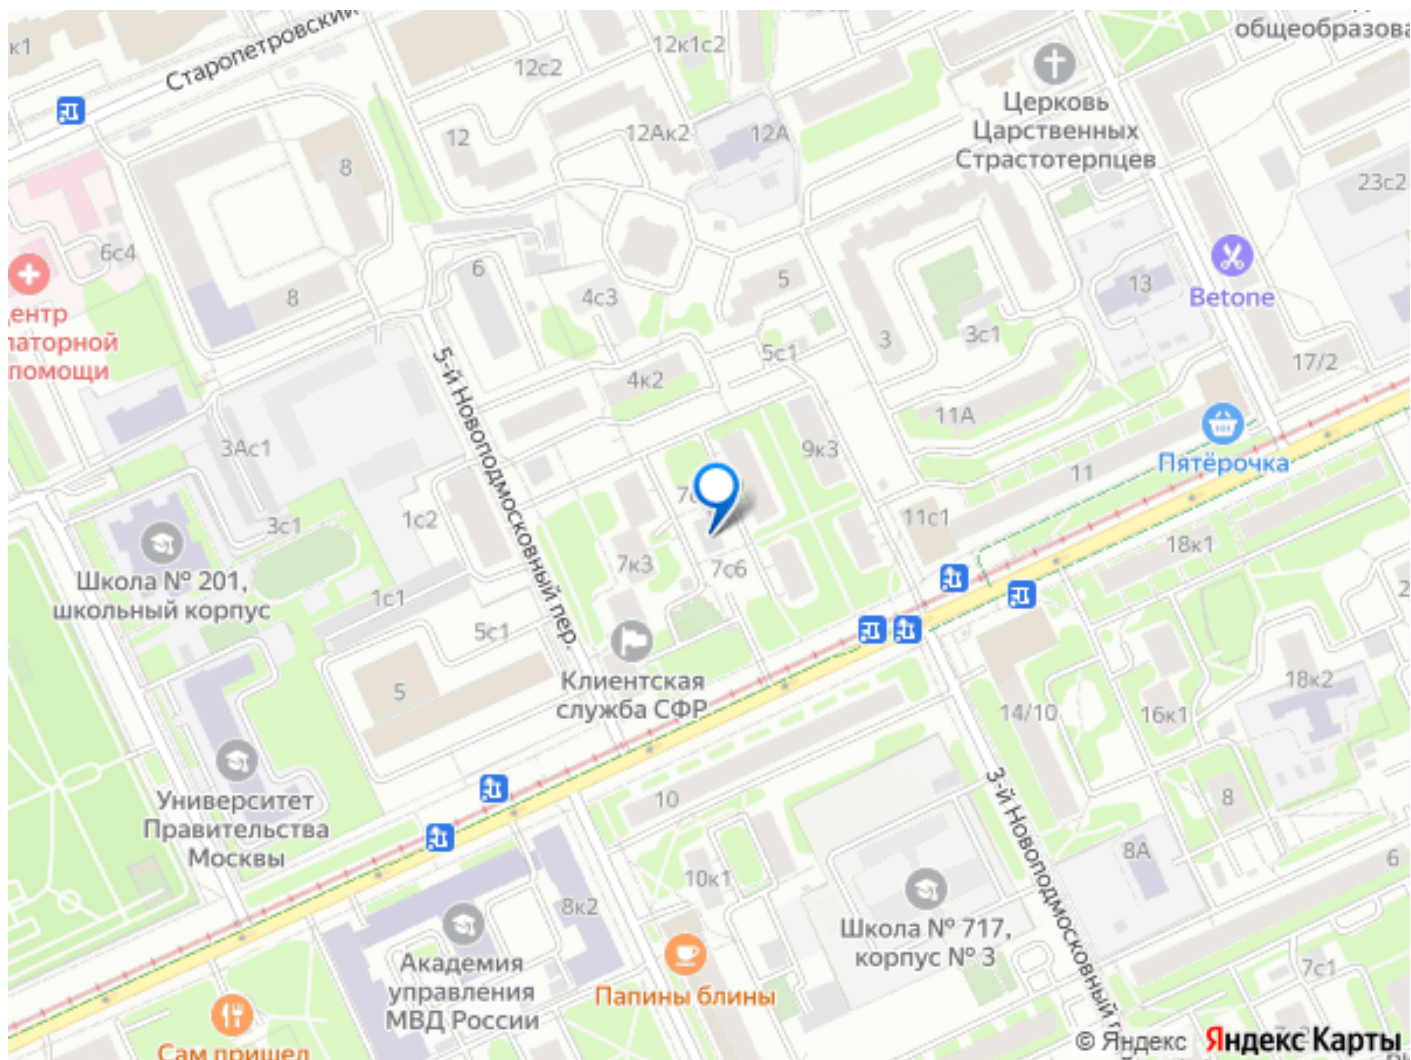 к1
Старопетровский
12к1с2
12с2
общеобразова
Церковь
Царственных
Страстотерпцев
12
12Ак2
12А
8
23с2
6с4
6
8
4с3
5
13
Betone
центр
латорной
помощи
3
3с1
5с1
4к2
17/2
5-й Новоподмосковный пер.
11А
3Ас1
9к3
11
Пятёрочка
1с2
3с1
11с1
18к1
Школа № 201,
школьный корпус
7к3
7с6
1с1
5с1
5
Клиентская
служба СФР
18к2
14/10
16к1
Университет
Правительства
Москвы
10
3-й Новоподмосковный п
8
8А
6
10к1
8к2
Школа № 717,
корпус № 3
Академия
управления
МВД России
Папины блины
7с1
Сам пришел
© Яндекс
Яндекс Карты